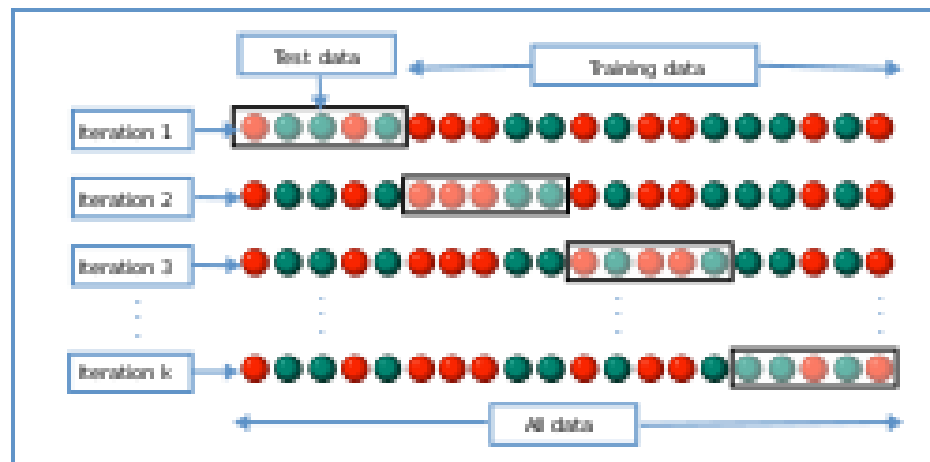 Test data
Training data
Iteration 1
Iteration 2
Iteration 3
Iteration k
All data